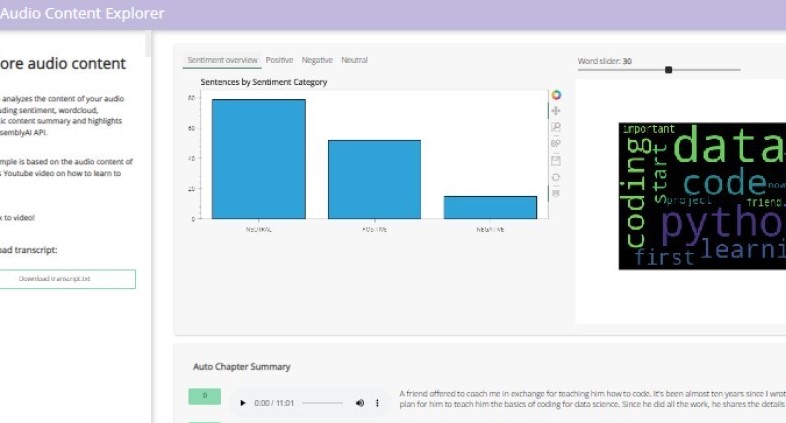 Audio Content Explorer
ore audio content
analyzes the content of your audio
uding sentiment, wordcloud,
ic content summary and highlights
semblyAI API.
mple is based on the audio content of
s Youtube video on how to learn to
k to video!
ad transcript:
Download transcript.txt
Sentiment overview Positive Negative Neutral
Sentences by Sentiment Category
80
60
40
20
0
NEUTRAL POSITIVE NEGATIVE
Word slider: 30
important
data
coding
start
code
now
project
friend
pytho
learni
first
Auto Chapter Summary
0
0:00 / 11:01
A friend offered to coach me in exchange for teaching him how to code. It's been almost ten years since I wrot
plan for him to teach him the basics of coding for data science. Since he did all the work, he shares the details